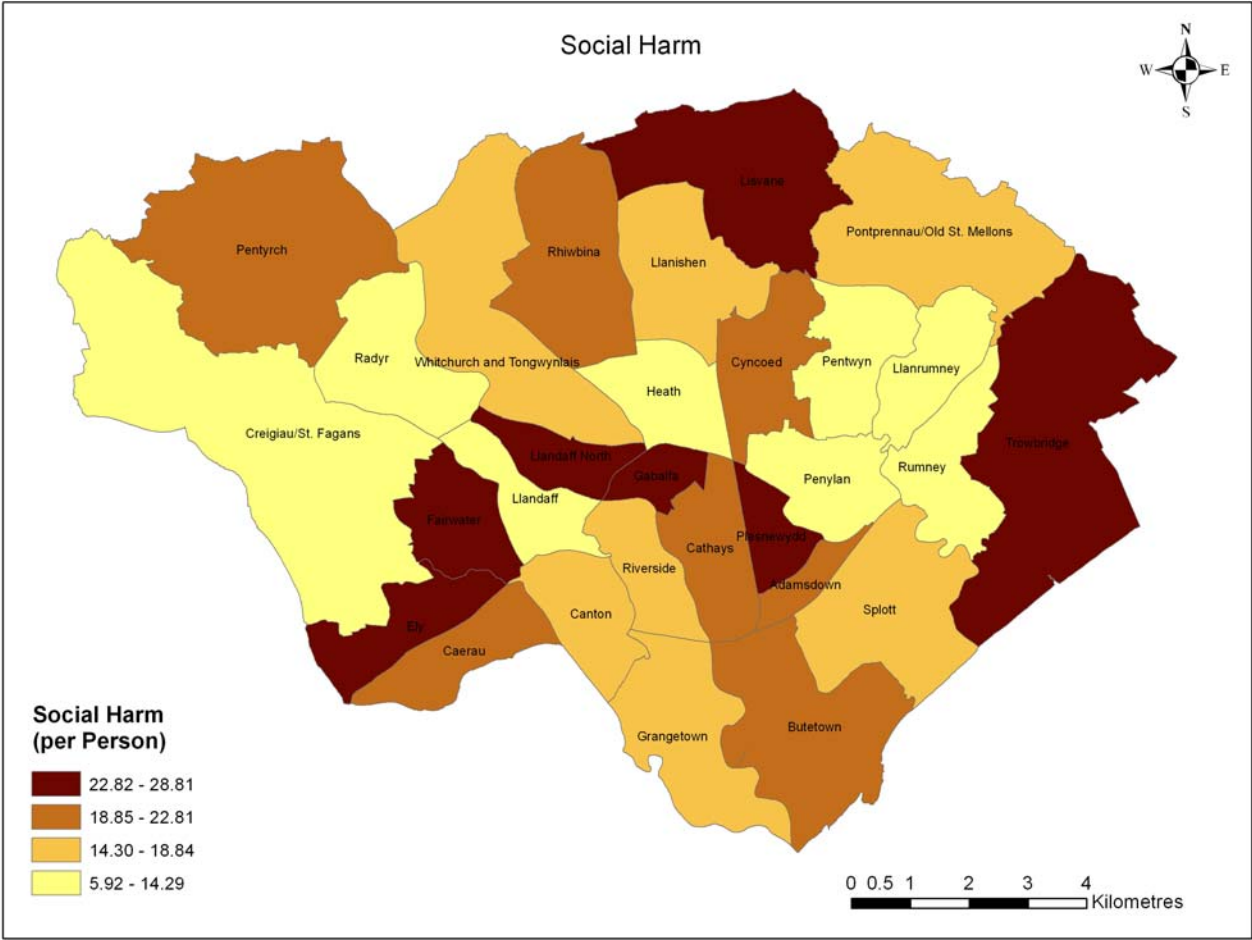 Social Harm
N
W E
S
Lisvane
Pontprennau/Old St. Mellons
Pentyrch
Rhiwbina
Llanishen
Radyr
Whitchurch and Tongwynlais
Cyncoed
Pentwyn
Llanrumney
Heath
Creigiau/St. Fagans
Trowbridge
Llandaff North
Gabalfa
Rumney
Penylan
Llandaff
Fairwater
Plasnewydd
Cathays
Riverside
Adamsdown
Splott
Canton
Ely
Caerau
Butetown
Grangetown
Social Harm
(per Person)
22.82 - 28.81
18.85 - 22.81
14.30 - 18.84
5.92 - 14.29
0 0.5 1 2 3 4
Kilometres